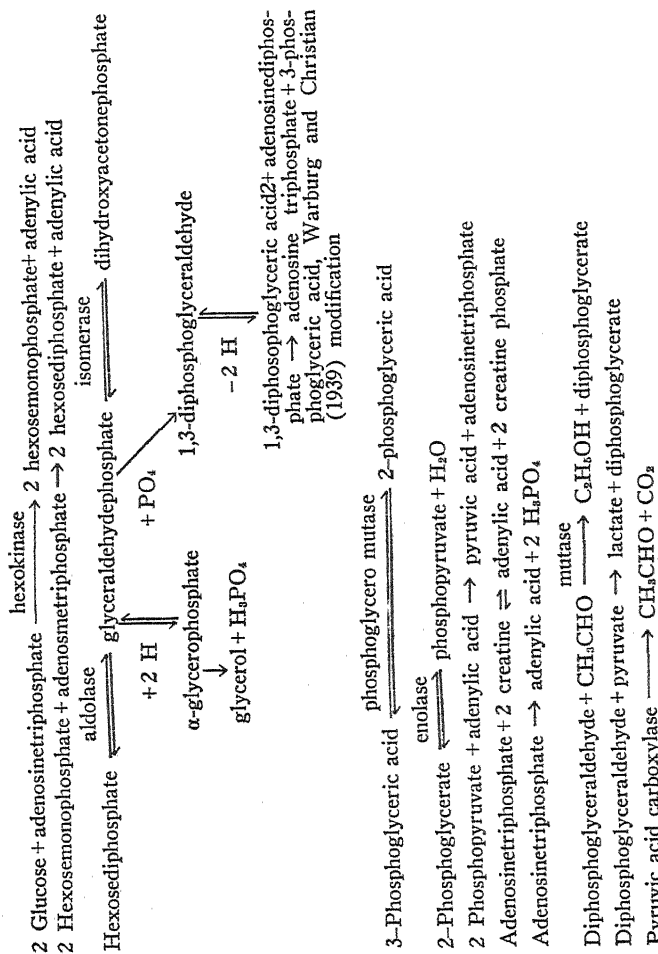 2 Glucose + adenosinetriphosphate ⟶ 2 hexosemonophosphate+ adenylic acid
hexokinase
2 Hexosemonophosphate + adenosmetriphosphate → 2 hexosediphosphate + adenylic acid
aldolase
isomerase
Hexosediphosphate ⇌ glyceraldehydephosphate ⇌ dihydroxyacetonephosphate
+2 H
+ PO₄
α-glycerophosphate
1,3-diphosphoglyceraldehyde
↓
−2 H
glycerol + H₃PO₄
1,3-diphosophoglyceric acid2+ adenosinediphos-
phate ⟶ adenosine triphosphate + 3-phos-
phoglyceric acid, Warburg and Christian
(1939) modification
phosphoglycero mutase
3–Phosphoglyceric acid ⇌ 2–phosphoglyceric acid
enolase
2–Phosphoglycerate ⇌ phosphopyruvate + H₂O
2 Phosphopyruvate + adenylic acid ⟶ pyruvic acid + adenosinetriphosphate
Adenosinetriphosphate + 2 creatine ⇌ adenylic acid + 2 creatine phosphate
Adenosinetriphosphate ⟶ adenylic acid + 2 H₃PO₄
mutase
Diphosphoglyceraldehyde + CH₃CHO ⟶ C₂H₅OH + diphosphoglycerate
Diphosphoglyceraldehyde + pyruvate → lactate + diphosphoglycerate
Pyruvic acid carboxylase ⟶ CH₃CHO + CO₂